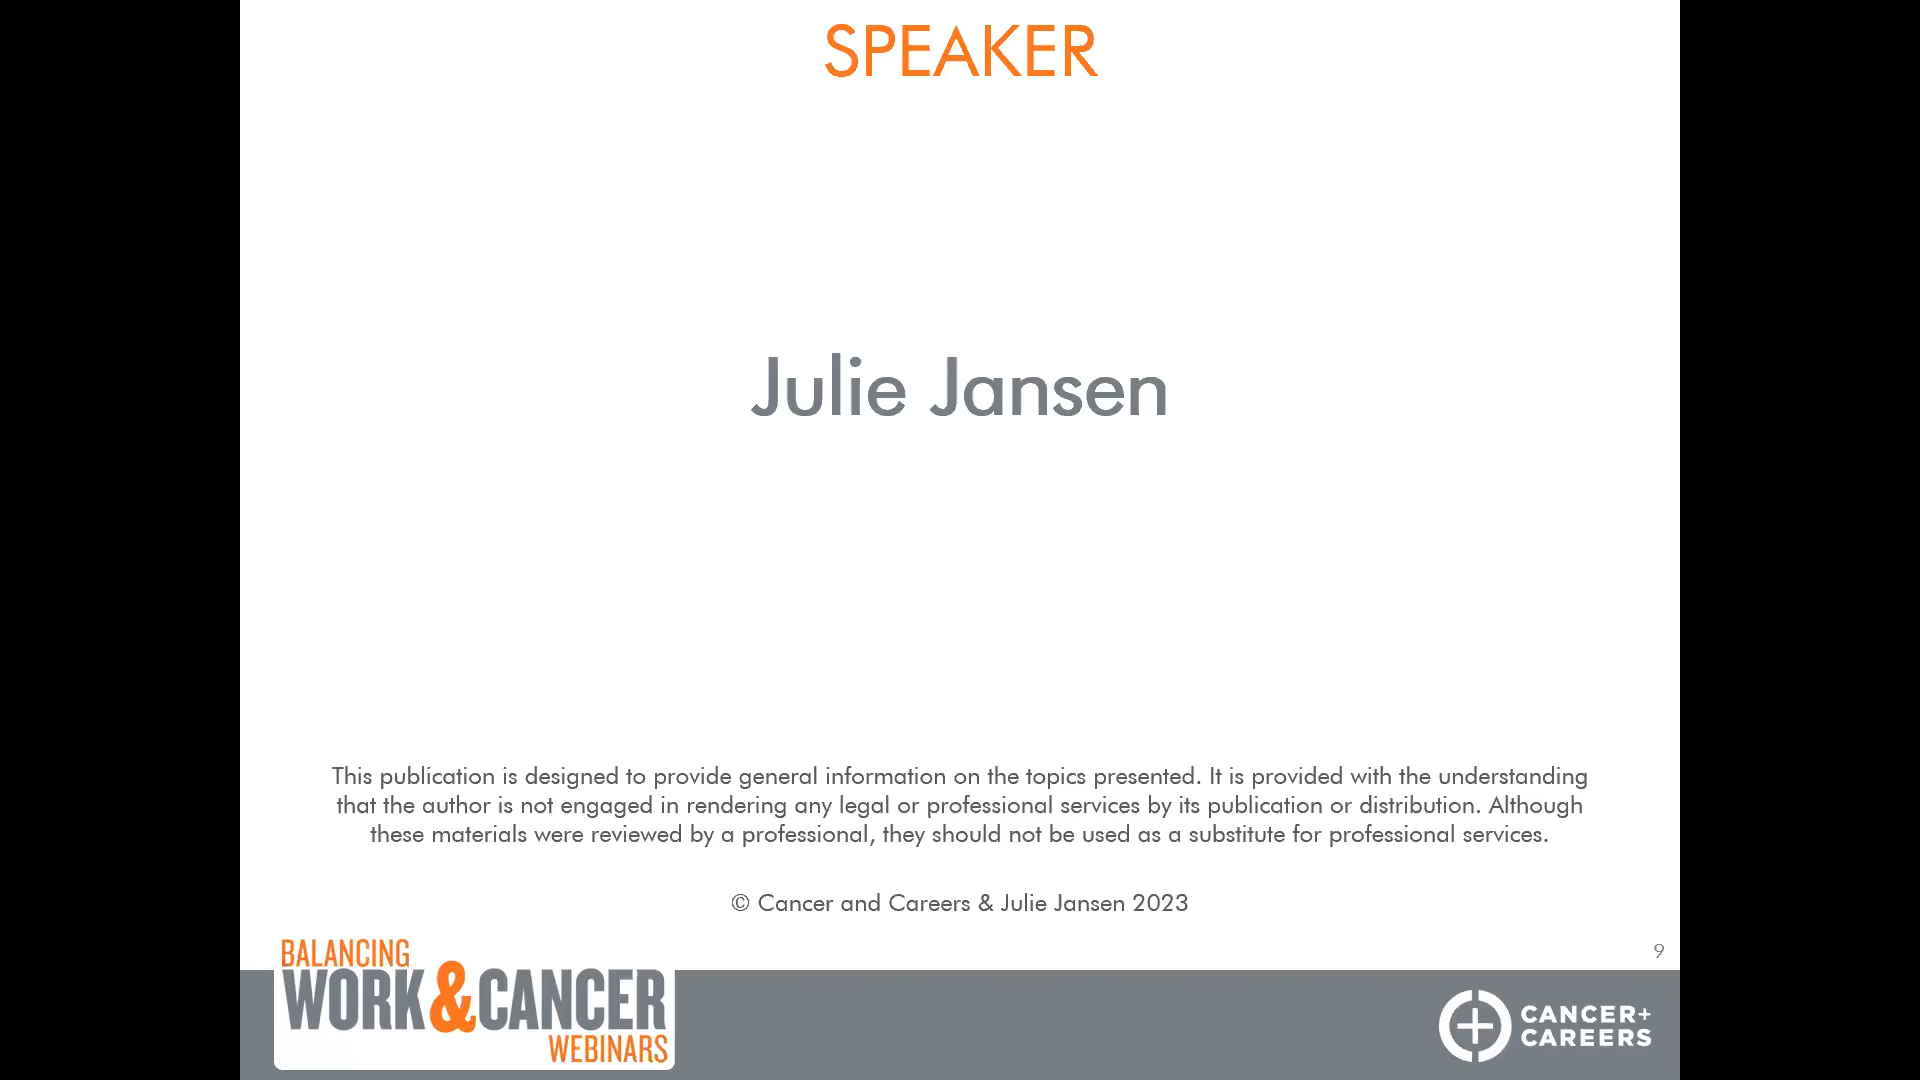 SPEAKER
Julie Jansen
This publication is designed to provide general information on the topics presented. It is provided with the understanding
that the author is not engaged in rendering any legal or professional services by its publication or distribution. Although
these materials were reviewed by a professional, they should not be used as a substitute for professional services.
© Cancer and Careers & Julie Jansen 2023
9
BALANCING
WORK&CANCER
WEBINARS
CANCER+
CAREERS